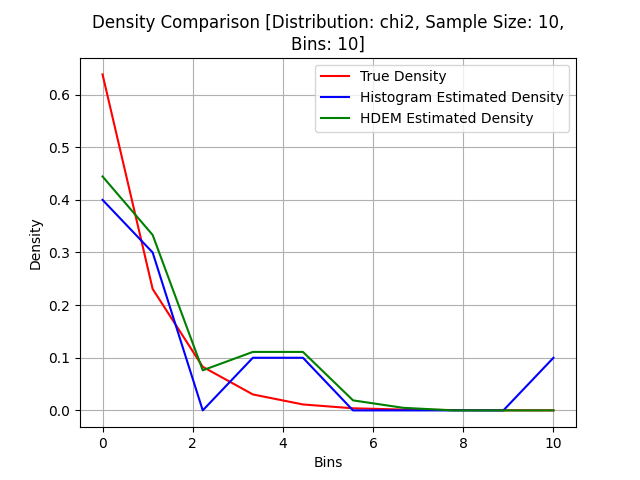 Density Comparison [Distribution: chi2, Sample Size: 10,
Bins: 10]
True Density
Histogram Estimated Density
HDEM Estimated Density
Density
0.6
0.5
0.4
0.3
0.2
0.1
0.0
0 2 4 6 8 10
Bins